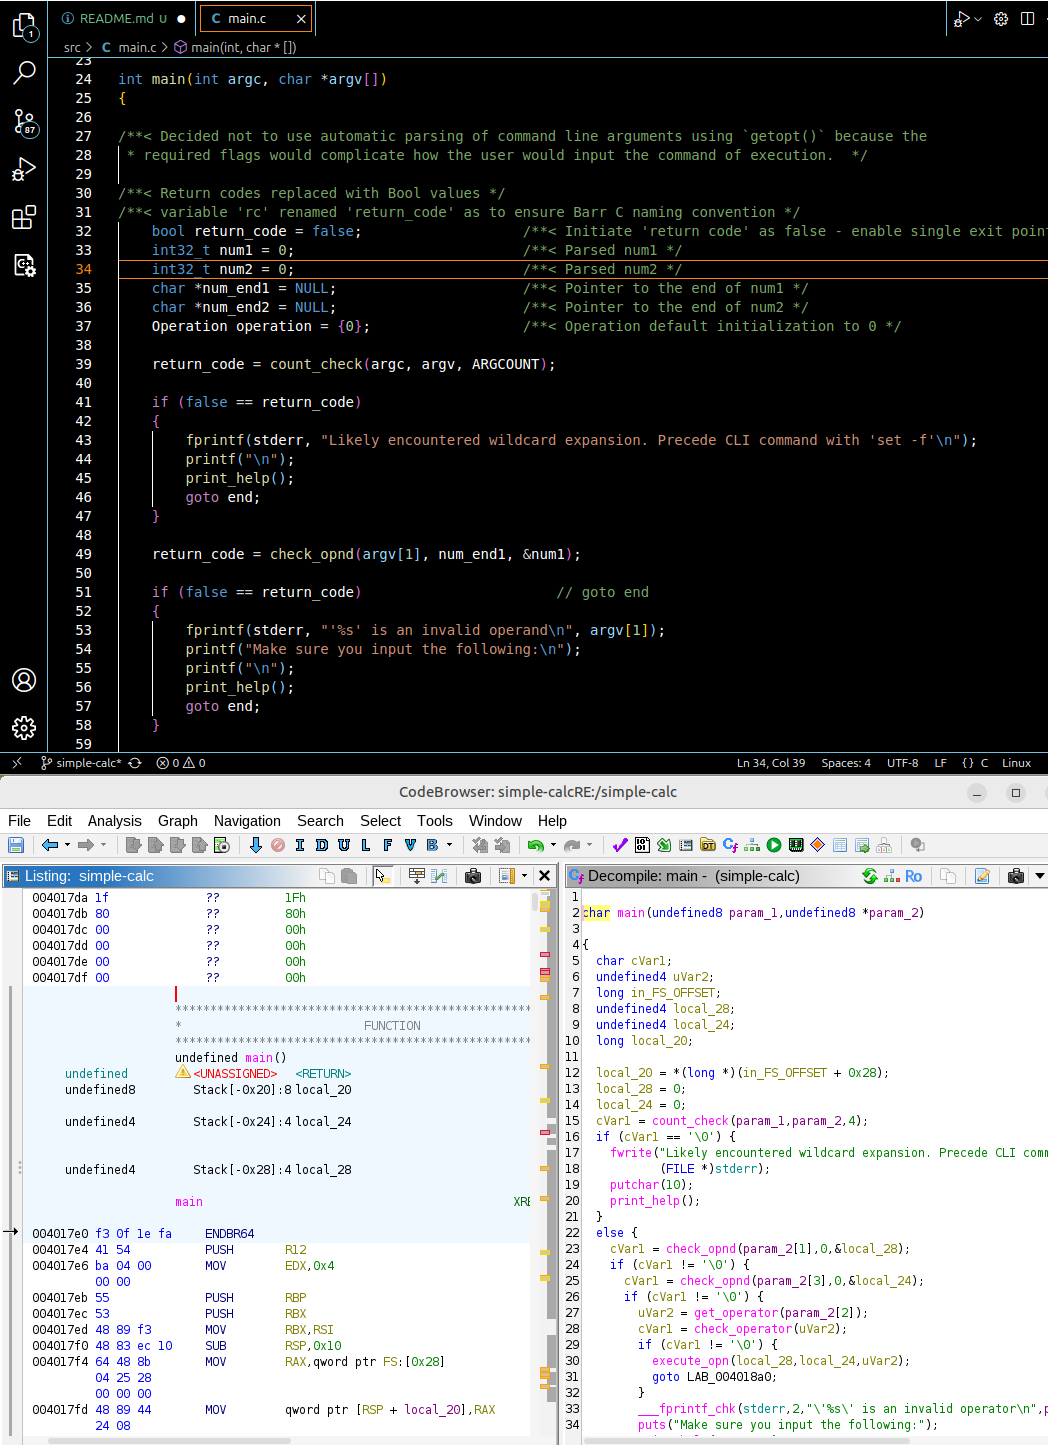 README.md U ●
C main.c ×
src > C main.c > main(int, char * [])
23
24 int main(int argc, char *argv[])
25 {
26
27 /**< Decided not to use automatic parsing of command line arguments using `getopt()` because the
28 * required flags would complicate how the user would input the command of execution.  */
29
30 /**< Return codes replaced with Bool values */
31 /**< variable 'rc' renamed 'return_code' as to ensure Barr C naming convention */
32 bool return_code = false; /**< Initiate 'return code' as false - enable single exit poin
33 int32_t num1 = 0; /**< Parsed num1 */
34 int32_t num2 = 0; /**< Parsed num2 */
35 char *num_end1 = NULL; /**< Pointer to the end of num1 */
36 char *num_end2 = NULL; /**< Pointer to the end of num2 */
37 Operation operation = {0}; /**< Operation default initialization to 0 */
38
39 return_code = count_check(argc, argv, ARGCOUNT);
40
41 if (false == return_code)
42 {
43 fprintf(stderr, "Likely encountered wildcard expansion. Precede CLI command with 'set -f'\n");
44 printf("\n");
45 print_help();
46 goto end;
47 }
48
49 return_code = check_opnd(argv[1], num_end1, &num1);
50
51 if (false == return_code) // goto end
52 {
53 fprintf(stderr, "'%s' is an invalid operand\n", argv[1]);
54 printf("Make sure you input the following:\n");
55 printf("\n");
56 print_help();
57 goto end;
58 }
59
1
87
simple-calc* 0 0 Ln 34, Col 39 Spaces: 4 UTF-8 LF {} C Linux
CodeBrowser: simple-calcRE:/simple-calc
File Edit Analysis Graph Navigation Search Select Tools Window Help
I D U L F V B
Listing: simple-calc
004017da 1f ?? 1Fh
004017db 80 ?? 80h
004017dc 00 ?? 00h
004017dd 00 ?? 00h
004017de 00 ?? 00h
004017df 00 ?? 00h
***************************************************
* FUNCTION
***************************************************
undefined main()
undefined <UNASSIGNED> <RETURN>
undefined8 Stack[-0x20]:8 local_20
undefined4 Stack[-0x24]:4 local_24
undefined4 Stack[-0x28]:4 local_28
main XRE
004017e0 f3 0f 1e fa ENDBR64
004017e4 41 54 PUSH R12
004017e6 ba 04 00 MOV EDX,0x4
00 00
004017eb 55 PUSH RBP
004017ec 53 PUSH RBX
004017ed 48 89 f3 MOV RBX,RSI
004017f0 48 83 ec 10 SUB RSP,0x10
004017f4 64 48 8b MOV RAX,qword ptr FS:[0x28]
04 25 28
00 00 00
004017fd 48 89 44 MOV qword ptr [RSP + local_20],RAX
24 08
Decompile: main - (simple-calc) Ro
1
2 char main(undefined8 param_1,undefined8 *param_2)
3
4 {
5 char cVar1;
6 undefined4 uVar2;
7 long in_FS_OFFSET;
8 undefined4 local_28;
9 undefined4 local_24;
10 long local_20;
11
12 local_20 = *(long *)(in_FS_OFFSET + 0x28);
13 local_28 = 0;
14 local_24 = 0;
15 cVar1 = count_check(param_1,param_2,4);
16 if (cVar1 == '\0') {
17 fwrite("Likely encountered wildcard expansion. Precede CLI comm
18 (FILE *)stderr);
19 putchar(10);
20 print_help();
21 }
22 else {
23 cVar1 = check_opnd(param_2[1],0,&local_28);
24 if (cVar1 != '\0') {
25 cVar1 = check_opnd(param_2[3],0,&local_24);
26 if (cVar1 != '\0') {
27 uVar2 = get_operator(param_2[2]);
28 cVar1 = check_operator(uVar2);
29 if (cVar1 != '\0') {
30 execute_opn(local_28,local_24,uVar2);
31 goto LAB_004018a0;
32 }
33 ___fprintf_chk(stderr,2,"\'%s\' is an invalid operator\n",p
34 puts("Make sure you input the following:");